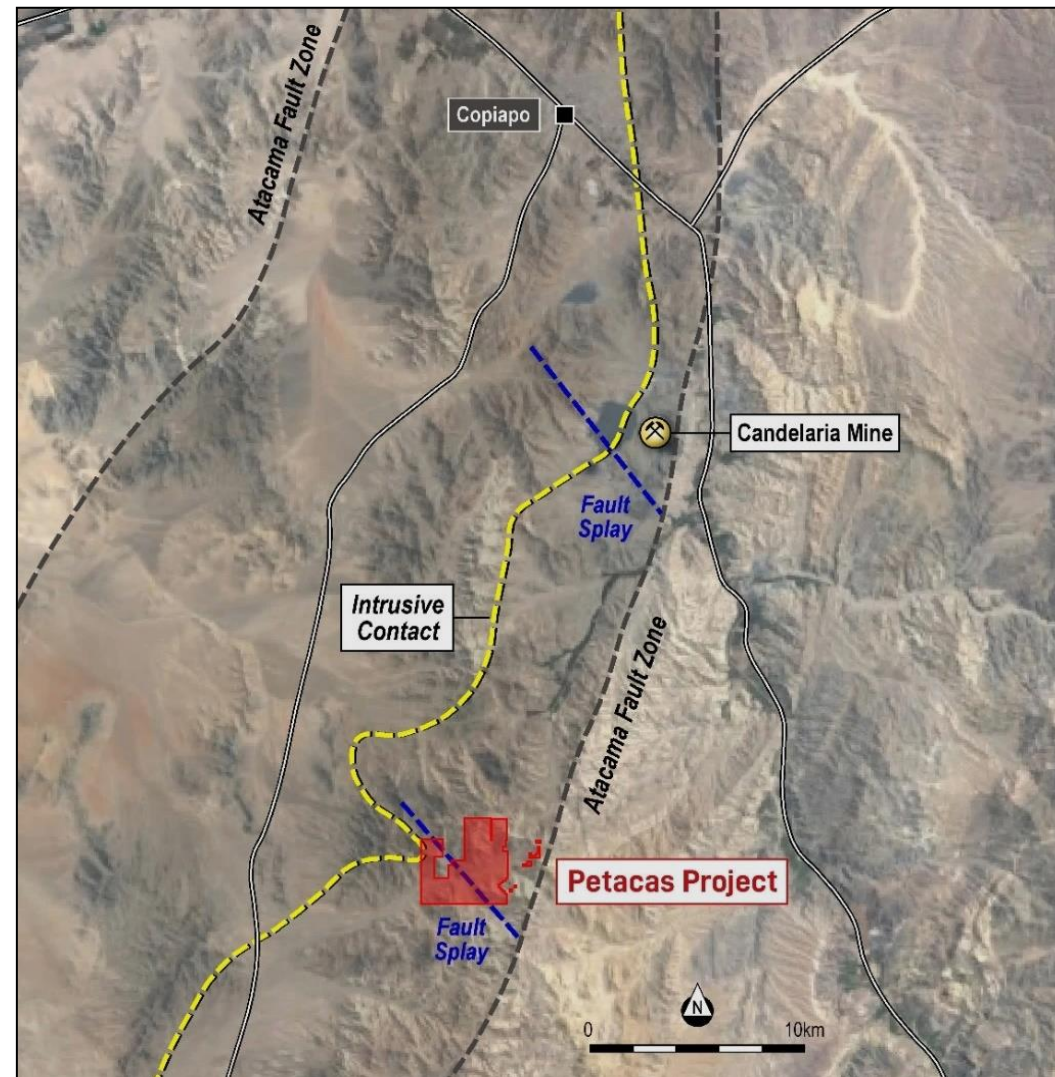 Atacama Fault Zone
Copiapo
Candelaria Mine
Fault
Splay
Intrusive
Contact
Atacama Fault Zone
Petacas Project
Fault
Splay
N
0 10km